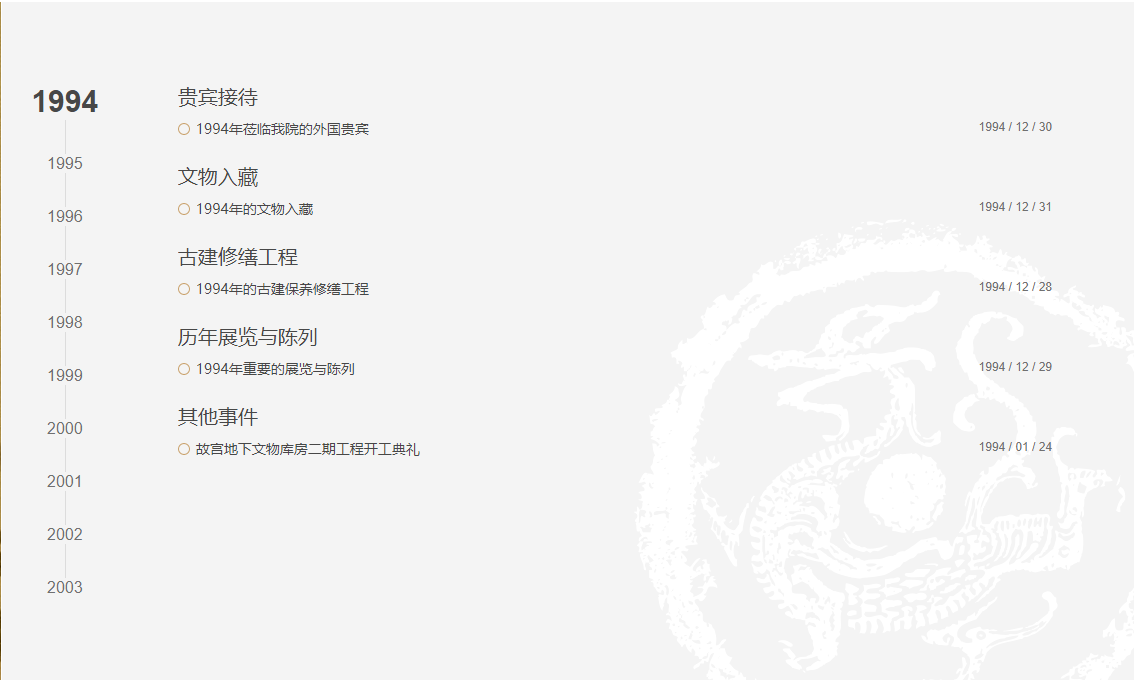 1994
1995
1996
1997
1998
1999
2000
2001
2002
2003
贵宾接待
1994年莅临我院的外国贵宾 1994 / 12 / 30
文物入藏
1994年的文物入藏 1994 / 12 / 31
古建修缮工程
1994年的古建保养修缮工程 1994 / 12 / 28
历年展览与陈列
1994年重要的展览与陈列 1994 / 12 / 29
其他事件
故宫地下文物库房二期工程开工典礼 1994 / 01 / 24